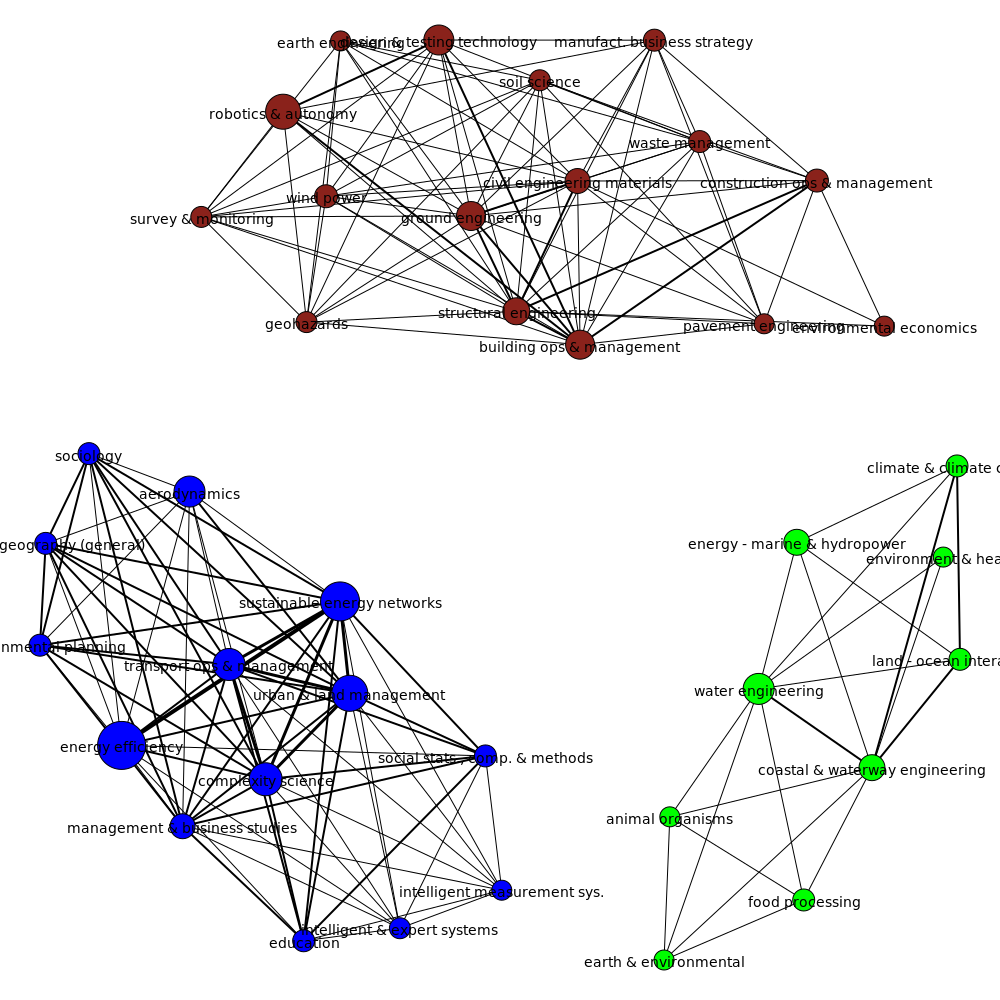 earth engineering
design & testing technology
manufact. business strategy
soil science
robotics & autonomy
waste management
civil engineering materials
construction ops & management
wind power
survey & monitoring
ground engineering
structural engineering
geohazards
pavement engineering
environmental economics
building ops & management
sociology
climate & climate c
aerodynamics
geography (general)
energy - marine & hydropower
environment & hea
sustainable energy networks
nmental planning
transport ops & management
land - ocean intera
urban & land management
water engineering
energy efficiency
social stats., comp. & methods
coastal & waterway engineering
complexity science
animal organisms
management & business studies
intelligent measurement sys.
food processing
intelligent & expert systems
education
earth & environmental